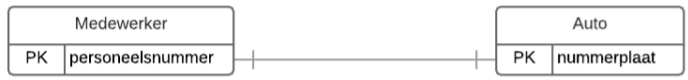 Medewerker
PK personeelsnummer
Auto
PK nummerplaat